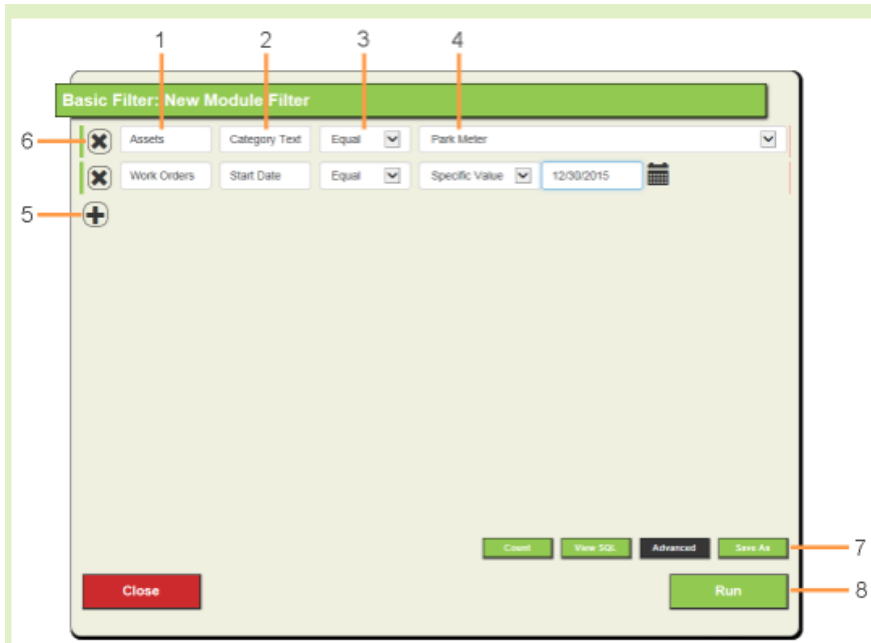 1 2 3 4
Basic Filter: New Module Filter
6 Assets Category Text Equal Park Meter
Work Orders Start Date Equal Specific Value 12/30/2015
5
Count View SQL Advanced Save As 7
Close Run 8